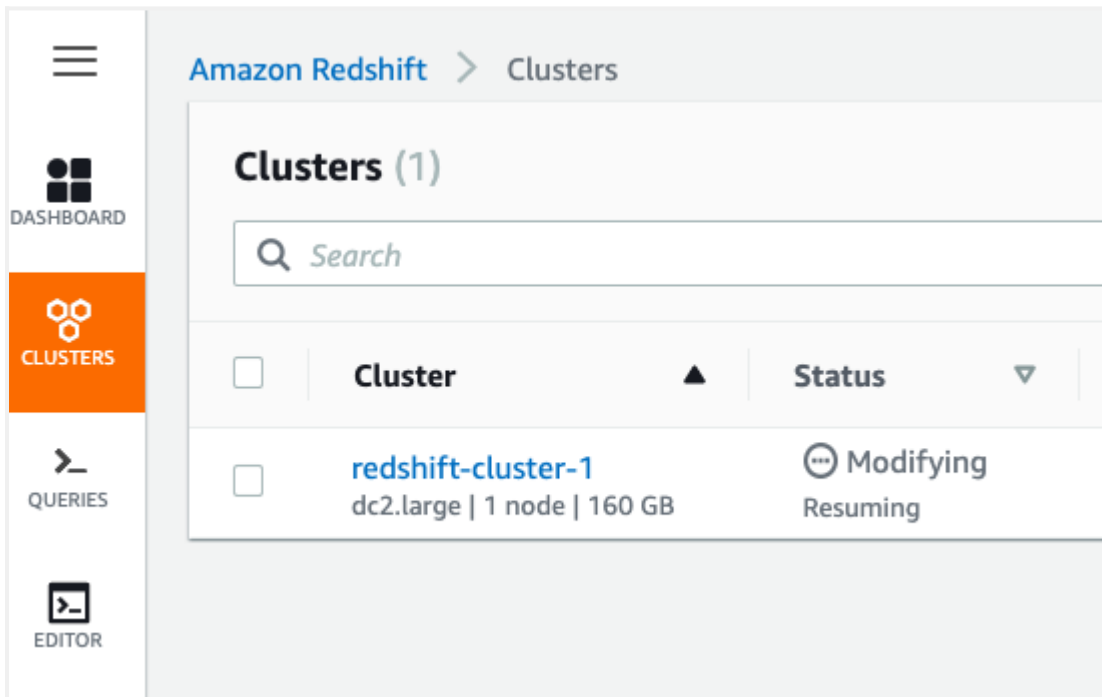 Amazon Redshift > Clusters
Clusters (1)
DASHBOARD
Search
CLUSTERS
Cluster Status
redshift-cluster-1 Modifying
dc2.large | 1 node | 160 GB Resuming
QUERIES
EDITOR